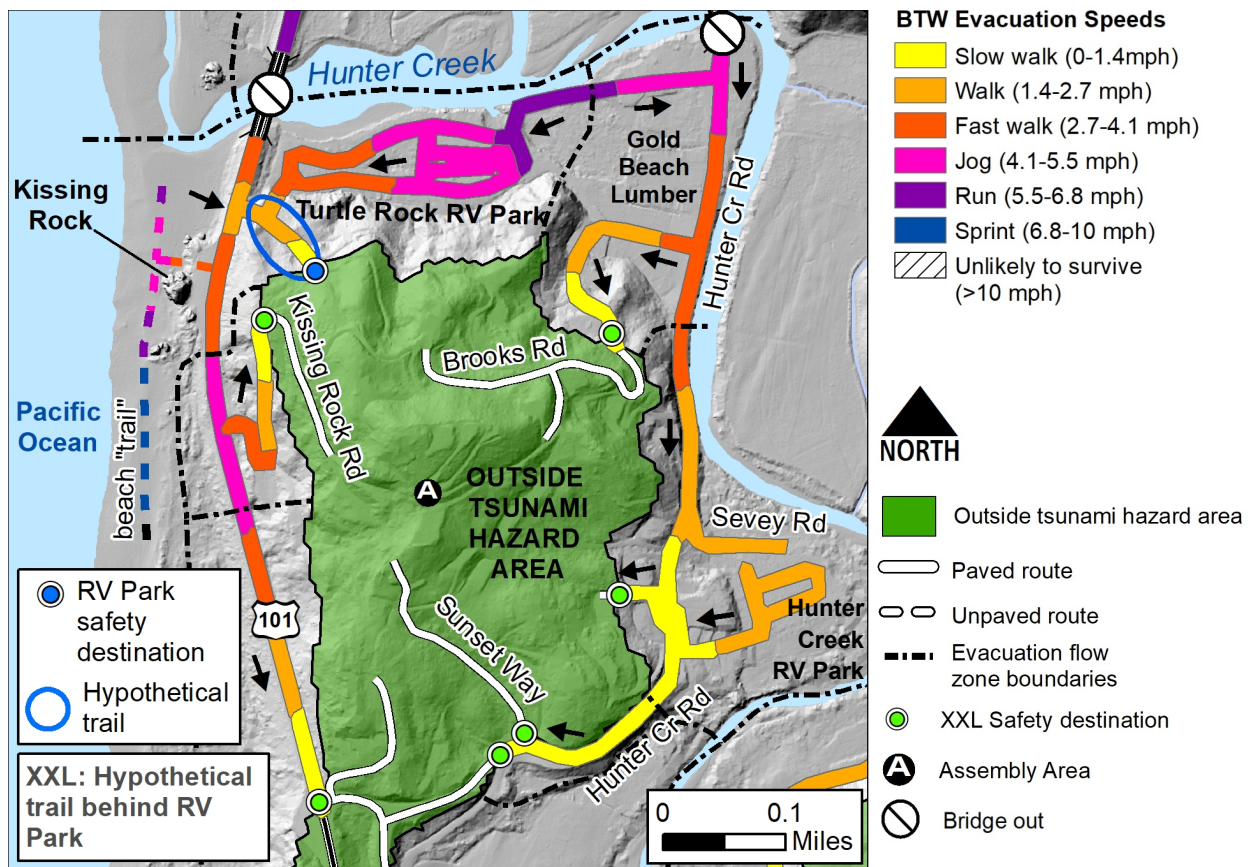 Hunter Creek
Kissing
Rock
Gold
Beach
Lumber
Hunter Cr Rd
Turtle Rock RV Park
Kissing Rock Rd
Brooks Rd
Pacific
Ocean
beach "trail"
A
OUTSIDE
TSUNAMI
HAZARD
AREA
Sevey Rd
101
Sunset Way
Hunter
Creek
RV Park
Hunter Cr Rd
RV Park
safety
destination
Hypothetical
trail
XXL: Hypothetical
trail behind RV
Park
0 0.1
Miles
BTW Evacuation Speeds
Slow walk (0-1.4mph)
Walk (1.4-2.7 mph)
Fast walk (2.7-4.1 mph)
Jog (4.1-5.5 mph)
Run (5.5-6.8 mph)
Sprint (6.8-10 mph)
Unlikely to survive
(>10 mph)
NORTH
Outside tsunami hazard area
Paved route
Unpaved route
Evacuation flow
zone boundaries
XXL Safety destination
A Assembly Area
Bridge out